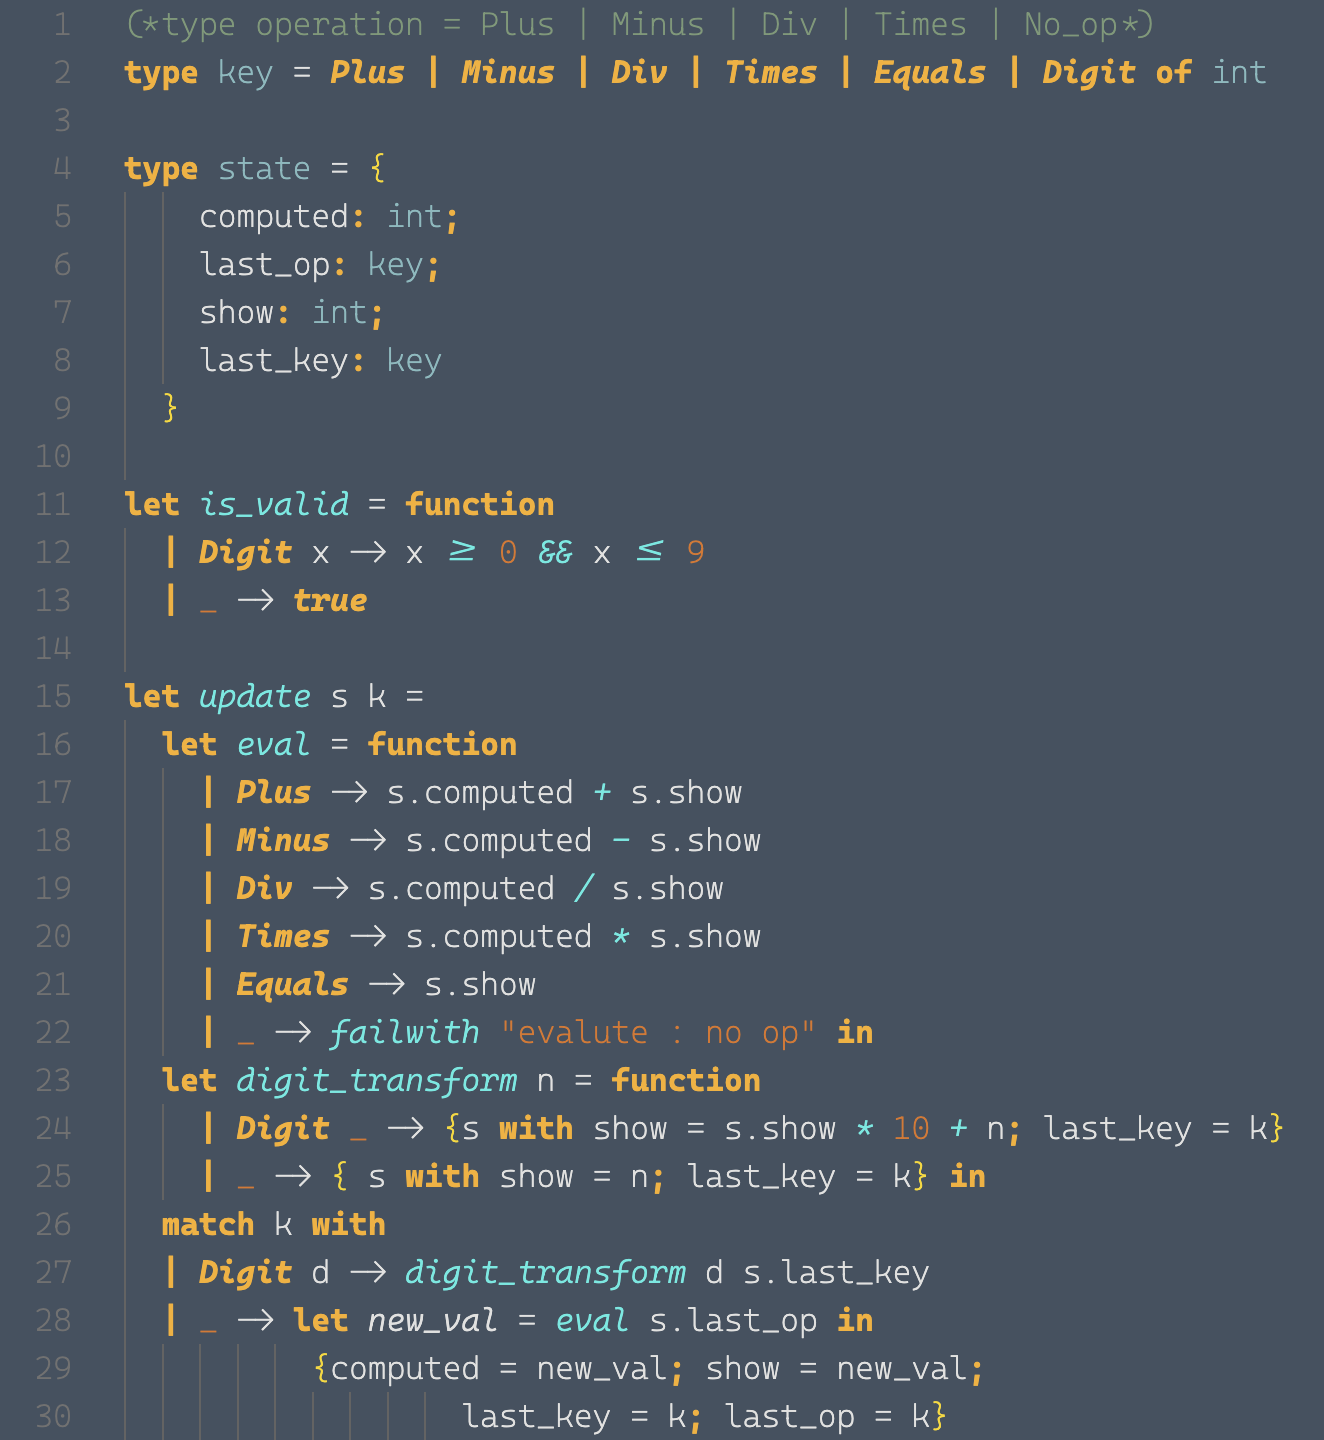 1 (*type operation = Plus | Minus | Div | Times | No_op*)
2 type key = Plus | Minus | Div | Times | Equals | Digit of int
3
4 type state = {
5 computed: int;
6 last_op: key;
7 show: int;
8 last_key: key
9 }
10
11 let is_valid = function
12 | Digit x → x ≥ 0 && x ≤ 9
13 | _ → true
14
15 let update s k =
16 let eval = function
17 | Plus → s.computed + s.show
18 | Minus → s.computed - s.show
19 | Div → s.computed / s.show
20 | Times → s.computed * s.show
21 | Equals → s.show
22 | _ → failwith "evalute : no op" in
23 let digit_transform n = function
24 | Digit _ → {s with show = s.show * 10 + n; last_key = k}
25 | _ → { s with show = n; last_key = k} in
26 match k with
27 | Digit d → digit_transform d s.last_key
28 | _ → let new_val = eval s.last_op in
29 {computed = new_val; show = new_val;
30 last_key = k; last_op = k}